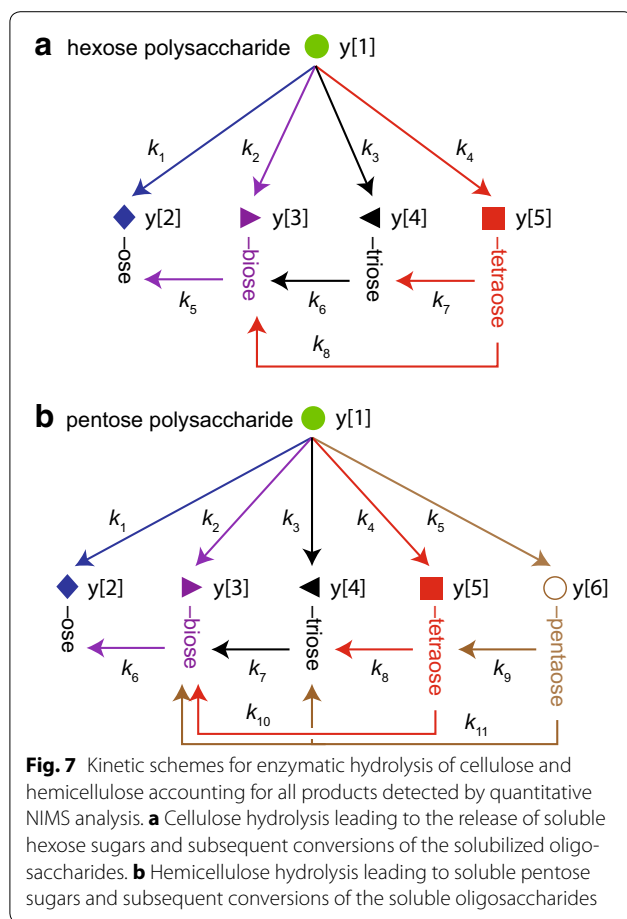 a hexose polysaccharide y[1]
k1 k2 k3 k4
y[2] y[3] y[4] y[5]
–ose –biose –triose –tetraose
k5 k6 k7
k8
b pentose polysaccharide y[1]
k1 k2 k3 k4 k5
y[2] y[3] y[4] y[5] y[6]
–ose –biose –triose –tetraose –pentaose
k6 k7 k8 k9
k10 k11
Fig. 7 Kinetic schemes for enzymatic hydrolysis of cellulose and
hemicellulose accounting for all products detected by quantitative
NIMS analysis. a Cellulose hydrolysis leading to the release of soluble
hexose sugars and subsequent conversions of the solubilized oligo-
saccharides. b Hemicellulose hydrolysis leading to soluble pentose
sugars and subsequent conversions of the soluble oligosaccharides